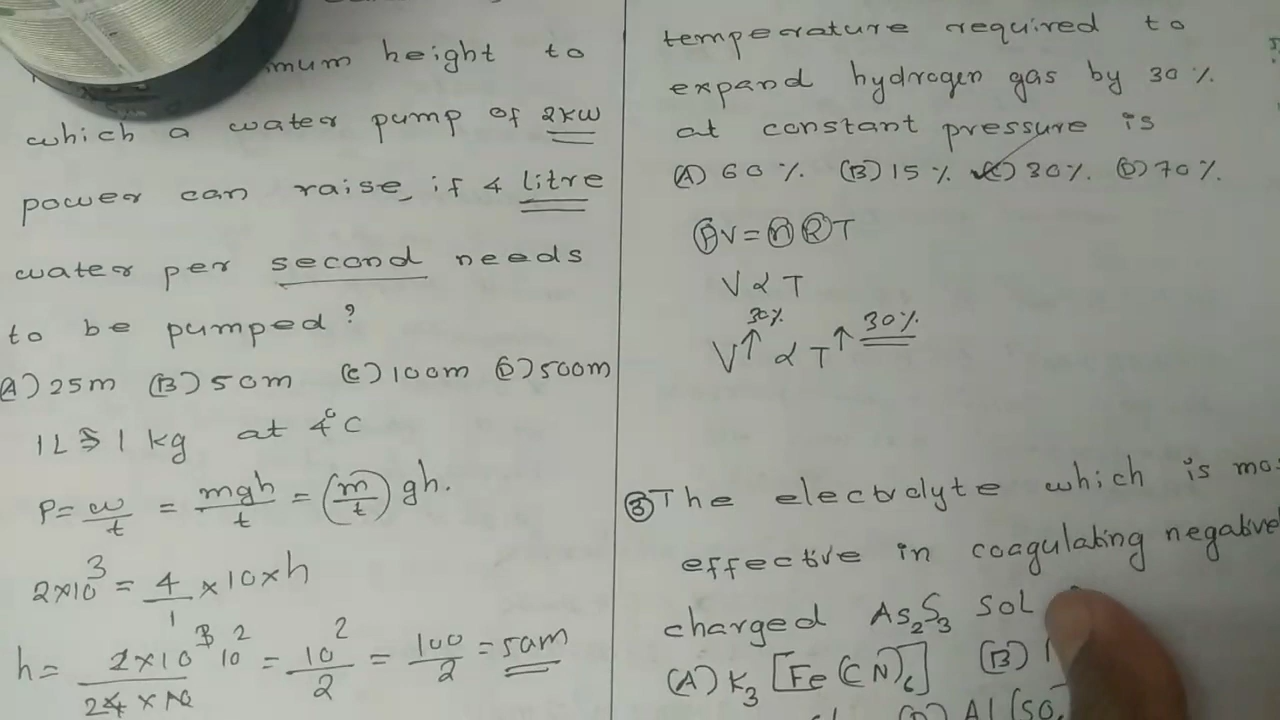 height to
which a water pump of 2kw
power can raise, if 4 litre
water per second needs
to be pumped?
(A) 25m (B) 50m (C) 100m (D) 500m
1L ≅ 1 kg at 4°C
P = w/t = mgh/t = (m/t) gh.
2×10³ = 4/1 ×10×h
h = 2×10³ 10² / 24 × 10 = 10²/2 = 100/2 = 50m
temperature required to
expand hydrogen gas by 30%
at constant pressure is
(A) 60% (B) 15% (C) 30% (D) 70%.
PV = nRT
V ∝ T
30%
V↑ ∝ T↑ 30%
③ The electrolyte which is
effective in coagulating negative
charged As₂S₃ sol
(A) K₃[Fe(CN)₆] (B)
(D) Al(SO